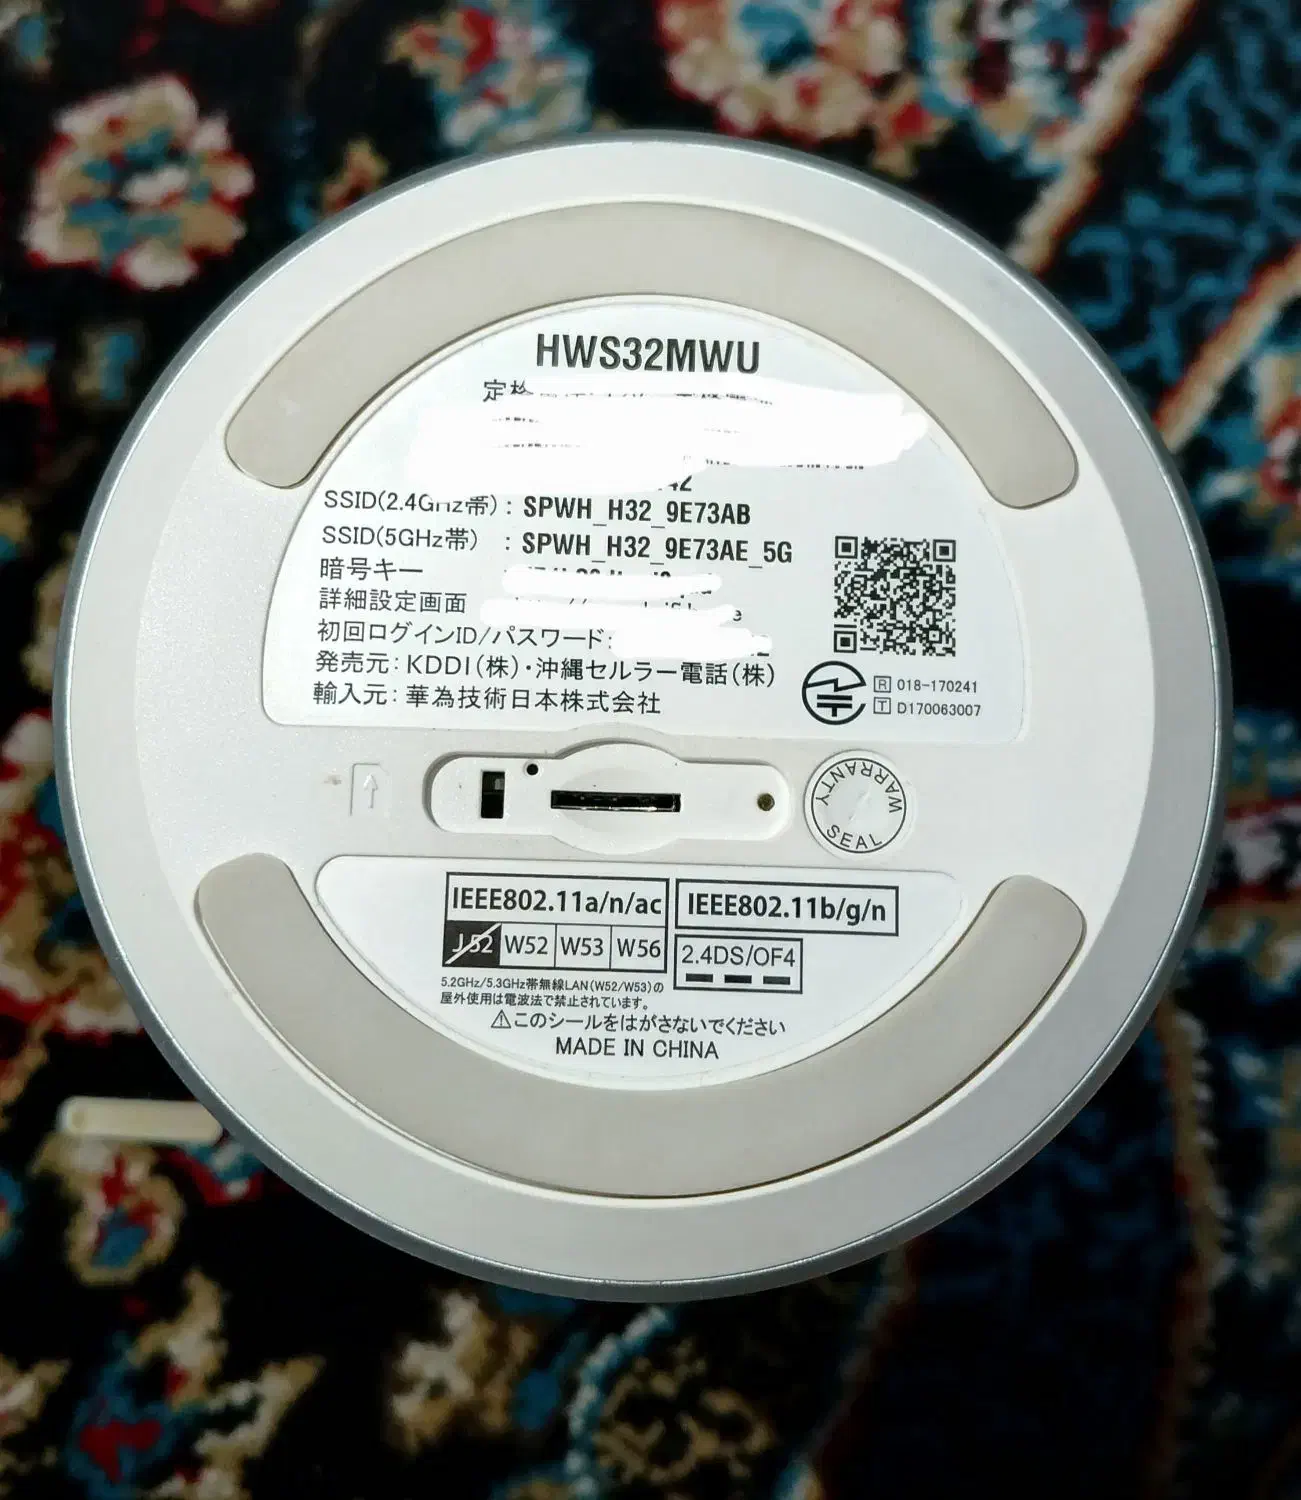 HWS32MWU
SSID(2.4GHz帯): SPWH_H32_9E73AB
SSID(5GHz帯) : SPWH_H32_9E73AE_5G
暗号キー
詳細設定画面
初回ログインID/パスワード:
発売元: KDDI(株)・沖縄セルラー電話(株)
輸入元: 華為技術日本株式会社
R 018-170241
T D170063007
WARRANTY
SEAL
IEEE802.11a/n/ac
IEEE802.11b/g/n
J52 W52 W53 W56
2.4DS/OF4
5.2GHz/5.3GHz帯無線LAN(W52/W53)の
屋外使用は電波法で禁止されています。
⚠このシールをはがさないでください
MADE IN CHINA